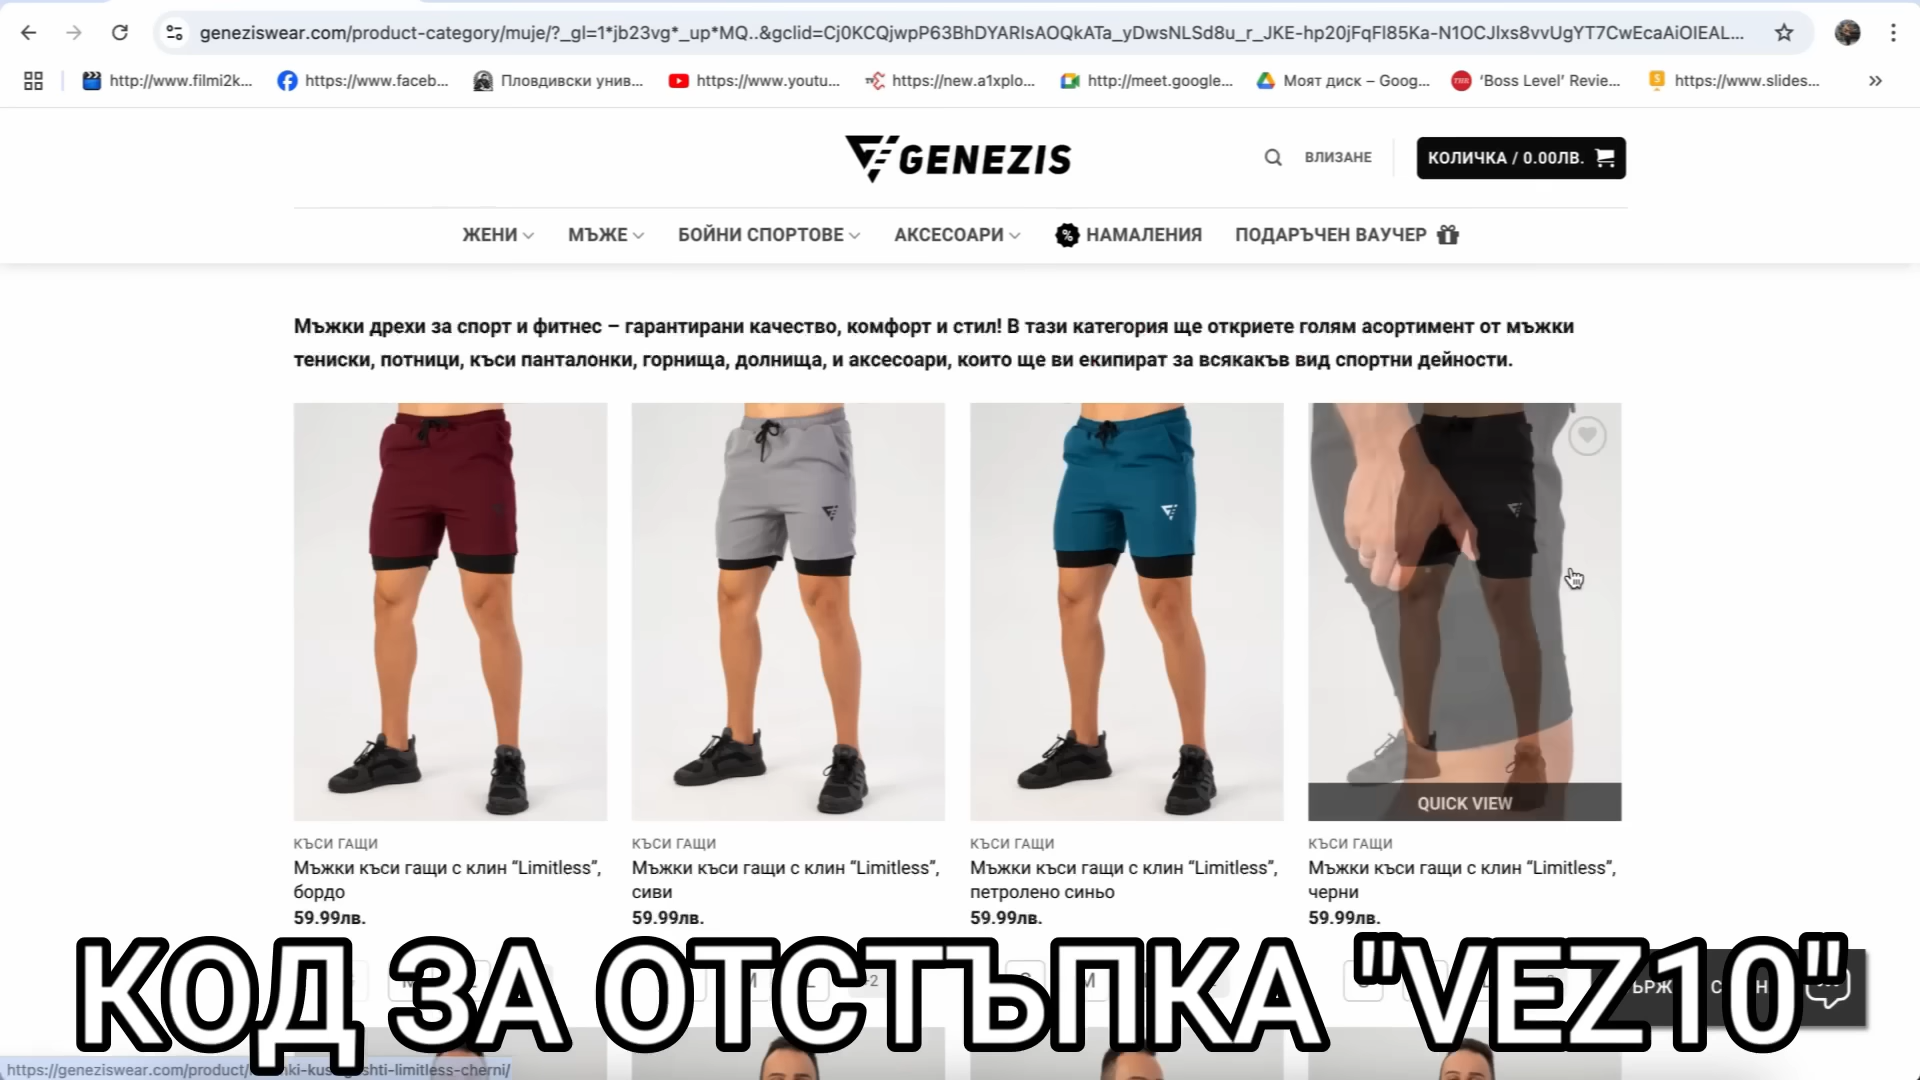 geneziswear.com/product-category/muje/?_gl=1*jb23vg*_up*MQ..&gclid=Cj0KCQjwpP63BhDYARIsAOQkATa_yDwsNLSd8u_r_JKE-hp20jFqFl85Ka-N1OCJlxs8vvUgYT7CwEcaAiOIEAL...
http://www.filmi2k... https://www.faceb... Пловдивски унив... https://www.youtu... https://new.a1xplo... http://meet.google... Моят диск – Goog... ‘Boss Level’ Revie... https://www.slides...
GENEZIS
ВЛИЗАНЕ
КОЛИЧКА / 0.00ЛВ.
ЖЕНИ МЪЖЕ БОЙНИ СПОРТОВЕ АКСЕСОАРИ % НАМАЛЕНИЯ ПОДАРЪЧЕН ВАУЧЕР
Мъжки дрехи за спорт и фитнес – гарантирани качество, комфорт и стил! В тази категория ще откриете голям асортимент от мъжки
тениски, потници, къси панталонки, горнища, долнища, и аксесоари, които ще ви екипират за всякакъв вид спортни дейности.
QUICK VIEW
КЪСИ ГАЩИ
Мъжки къси гащи с клин “Limitless”,
бордо
59.99лв.
КЪСИ ГАЩИ
Мъжки къси гащи с клин “Limitless”,
сиви
59.99лв.
КЪСИ ГАЩИ
Мъжки къси гащи с клин “Limitless”,
петролено синьо
59.99лв.
КЪСИ ГАЩИ
Мъжки къси гащи с клин “Limitless”,
черни
59.99лв.
КОД ЗА ОТСТЪПКА "VEZ10"